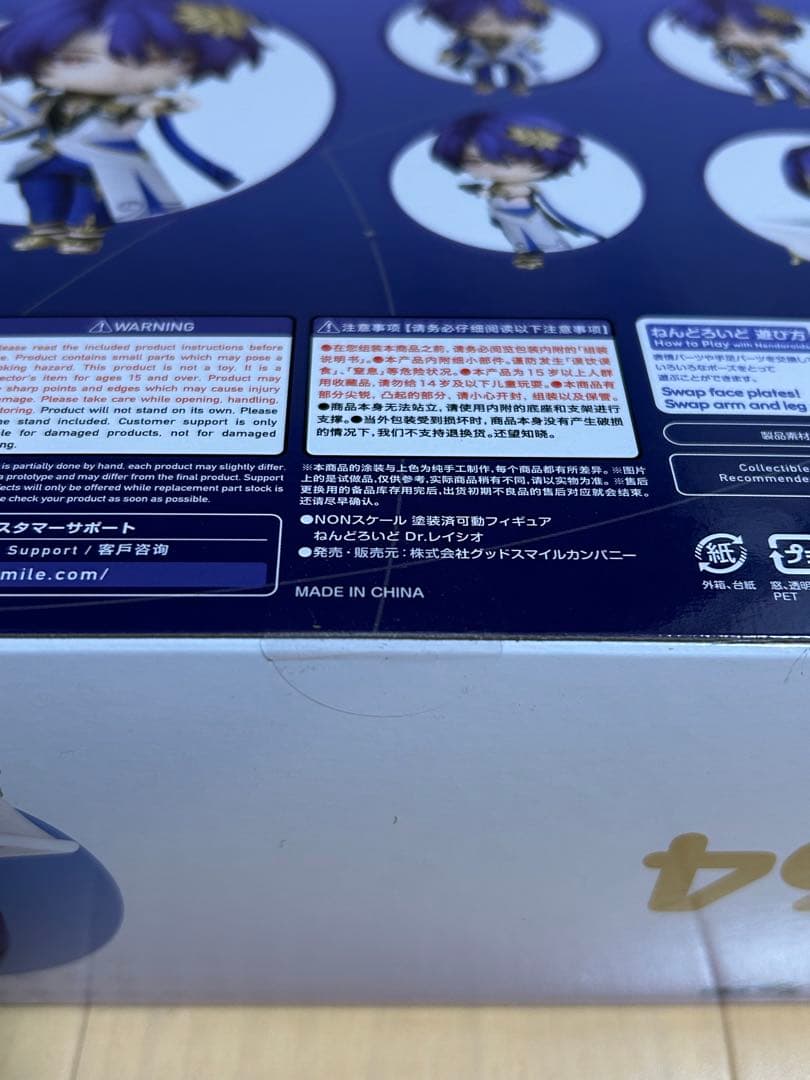 ⚠WARNING
ease read the included product instructions before
e. Product contains small parts which may pose a
king hazard. This product is not a toy. It is a
ector's item for ages 15 and over. Product may
sharp points and edges which may cause injury
mage. Please take care while opening, handling,
toring. Product will not stand on its own. Please
he stand included. Customer support is only
ble for damaged products, not for damaged
ng.
is partially done by hand, each product may slightly differ.
a prototype and may differ from the final product. Support
ects will only be offered while replacement part stock is
e check your product as soon as possible.
スタマーサポート
Support / 客戶咨询
mile.com/
⚠注意事项【请务必仔细阅读以下注意事项】
●在您组装本商品之前，请务必阅览包装内附的「组装
说明书」。●本产品内附细小部件。谨防发生「误饮误
食」、「窒息」等危险状况。●本产品为15岁以上人群
用收藏品，请勿给14岁及以下儿童玩耍。●本商品有
部分尖锐，凸起的部分，请小心开封，组装以及保管。
●商品本身无法站立，请使用内附的底座和支架进行
支撑。●当外包装受到损坏时，商品本身没有产生破损
的情况下，我们不支持退换货。还望知晓。
※本商品的涂装与上色为纯手工制作，每个商品都有所差异。※图片
上的是试做品，仅供参考，实际商品稍有不同，请以实物为准。※售后
更换用的备品库存用完后，出货初期不良品的售后对应就会结束。
还请尽早确认。
●NONスケール 塗装済可動フィギュア
ねんどろいど Dr.レイシオ
●発売・販売元：株式会社グッドスマイルカンパニー
MADE IN CHINA
ねんどろいど 遊び方
How to Play with Nendoroids
表情パーツや手足パーツを交換し
いろいろなポーズをとって
遊ぶことができます。
Swap face plates!
Swap arm and leg
製品素材
Collectible
Recommende
紙
外箱、台紙
プ
窓、透明
PET
64